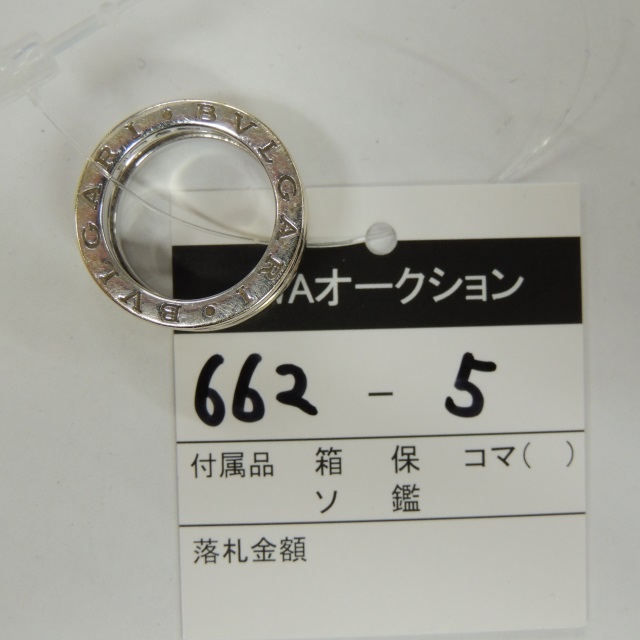 BVLGARI • BVLGARI •
Aオークション
662 - 5
付属品 箱 保 コマ( )
ソ 鑑
落札金額